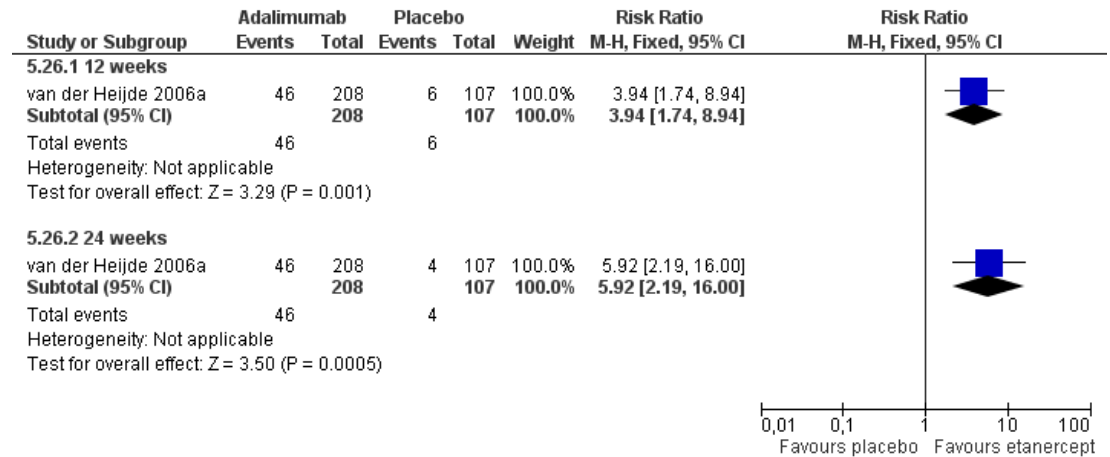 Adalimumab Placebo Risk Ratio Risk Ratio
Study or Subgroup Events Total Events Total Weight M-H, Fixed, 95% CI M-H, Fixed, 95% CI
5.26.1 12 weeks
van der Heijde 2006a 46 208 6 107 100.0% 3.94 [1.74, 8.94]
Subtotal (95% CI) 208 107 100.0% 3.94 [1.74, 8.94]
Total events 46 6
Heterogeneity: Not applicable
Test for overall effect: Z = 3.29 (P = 0.001)
5.26.2 24 weeks
van der Heijde 2006a 46 208 4 107 100.0% 5.92 [2.19, 16.00]
Subtotal (95% CI) 208 107 100.0% 5.92 [2.19, 16.00]
Total events 46 4
Heterogeneity: Not applicable
Test for overall effect: Z = 3.50 (P = 0.0005)
0,01 0,1 1 10 100
Favours placebo Favours etanercept